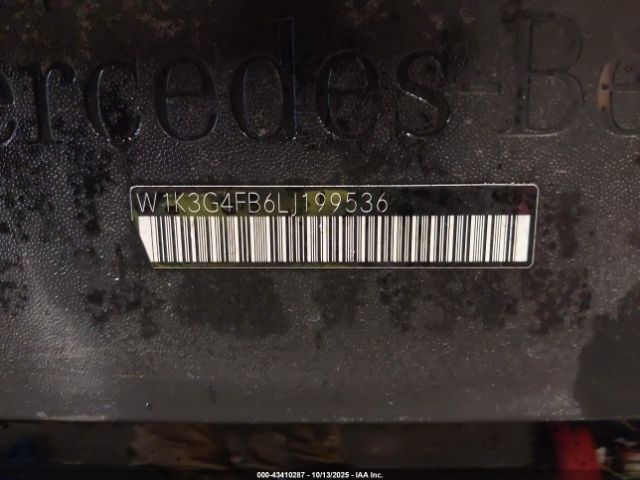 ercedes-Be
W1K3G4FB6LJ199536
000-43410287 - 10/13/2025 - IAA Inc.